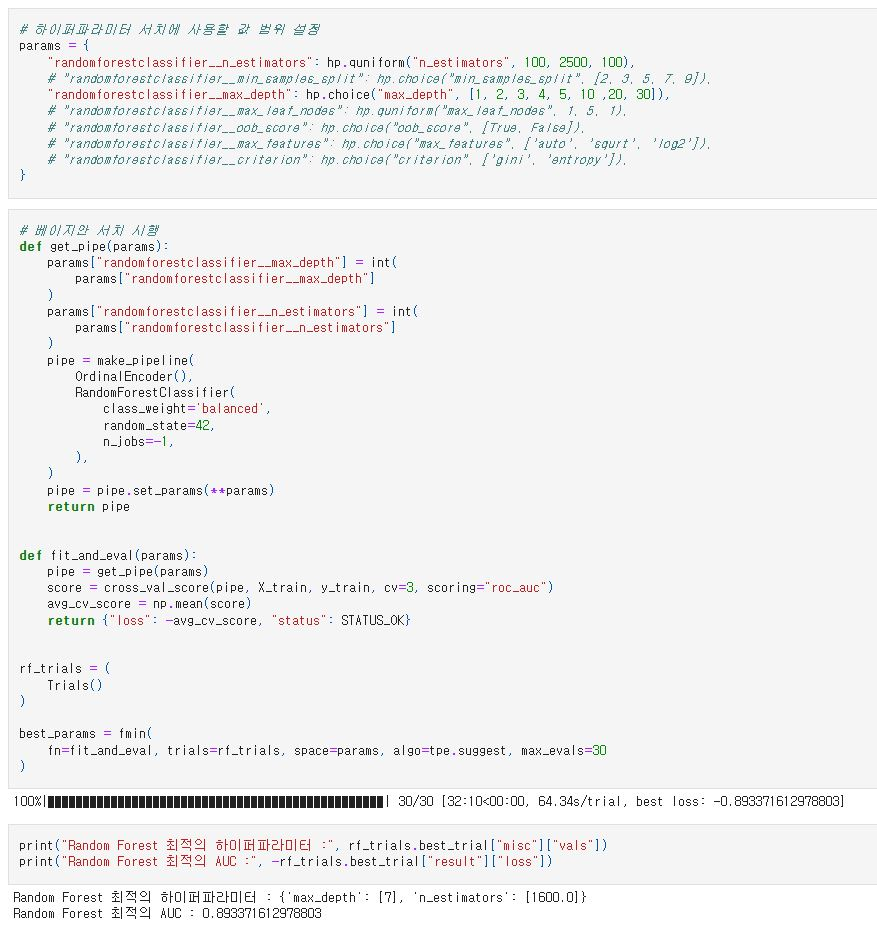 # 하이퍼파라미터 서치에 사용할 값 범위 설정
params = {
    "randomforestclassifier__n_estimators": hp.quniform("n_estimators", 100, 2500, 100),
    # "randomforestclassifier__min_samples_split": hp.choice("min_samples_split", [2, 3, 5, 7, 9]),
    "randomforestclassifier__max_depth": hp.choice("max_depth", [1, 2, 3, 4, 5, 10 ,20, 30]),
    # "randomforestclassifier__max_leaf_nodes": hp.quniform("max_leaf_nodes", 1, 5, 1),
    # "randomforestclassifier__oob_score": hp.choice("oob_score", [True, False]),
    # "randomforestclassifier__max_features": hp.choice("max_features", ['auto', 'squrt', 'log2']),
    # "randomforestclassifier__criterion": hp.choice("criterion", ['gini', 'entropy']),
}
# 베이지안 서치 시행
def get_pipe(params):
    params["randomforestclassifier__max_depth"] = int(
        params["randomforestclassifier__max_depth"]
    )
    params["randomforestclassifier__n_estimators"] = int(
        params["randomforestclassifier__n_estimators"]
    )
    pipe = make_pipeline(
        OrdinalEncoder(),
        RandomForestClassifier(
            class_weight='balanced',
            random_state=42,
            n_jobs=-1,
        ),
    )
    pipe = pipe.set_params(**params)
    return pipe
def fit_and_eval(params):
    pipe = get_pipe(params)
    score = cross_val_score(pipe, X_train, y_train, cv=3, scoring="roc_auc")
    avg_cv_score = np.mean(score)
    return {"loss": -avg_cv_score, "status": STATUS_OK}
rf_trials = (
    Trials()
)
best_params = fmin(
    fn=fit_and_eval, trials=rf_trials, space=params, algo=tpe.suggest, max_evals=30
)
100%|██████████| 30/30 [32:10<00:00, 64.34s/trial, best loss: -0.893371612978803]
print("Random Forest 최적의 하이퍼파라미터 :", rf_trials.best_trial["misc"]["vals"])
print("Random Forest 최적의 AUC :", -rf_trials.best_trial["result"]["loss"])
Random Forest 최적의 하이퍼파라미터 : {'max_depth': [7], 'n_estimators': [1600.0]}
Random Forest 최적의 AUC : 0.893371612978803